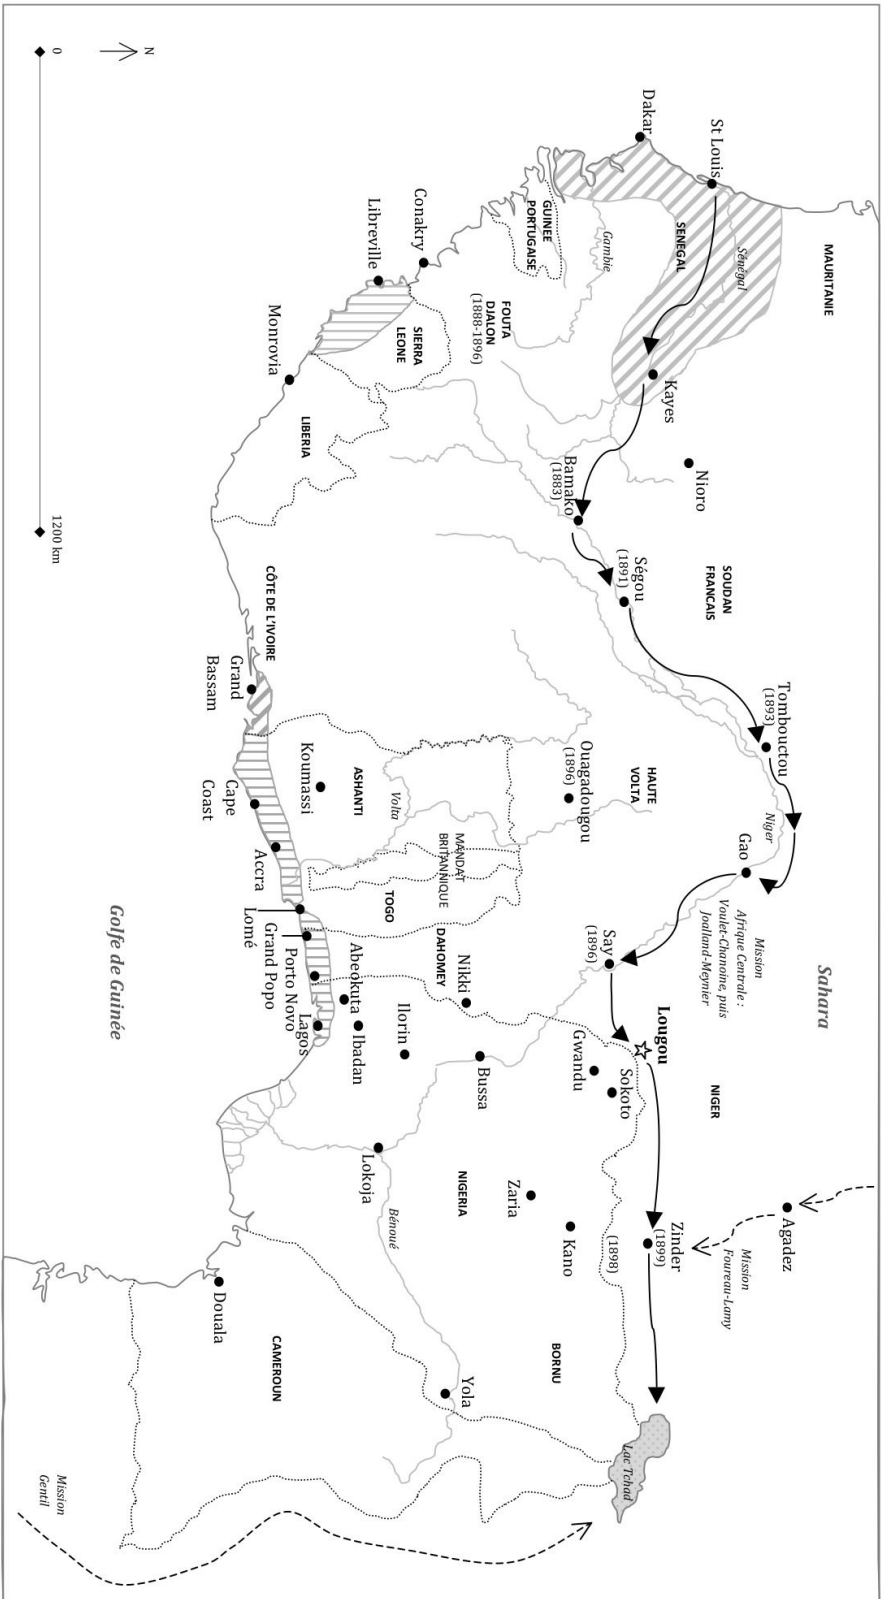 MAURITANIE
St Louis
Dakar
Sénégal
SENEGAL
Gambie
GUINEE
PORTUGAISE
Kayes
Nioro
FOUTA
DJALON
(1888-1896)
Conakry
Libreville
SIERRA
LEONE
Monrovia
LIBERIA
Bamako
(1883)
Ségou
(1891)
SOUDAN
FRANCAIS
Tombouctou
(1893)
Niger
Gao
Mission
Afrique Centrale :
Voulet-Chanoine, puis
Joalland-Meynier
Sahara
HAUTE
VOLTA
Ouagadougou
(1896)
Say
(1896)
Lougou
NIGER
Agadez
Mission
Foureau-Lamy
Zinder
(1899)
(1898)
Sokoto
Gwandu
Kano
Zaria
BORNU
Lac Tchad
CÔTE DE L'IVOIRE
Grand
Bassam
Koumassi
ASHANTI
Volta
MANDAT
BRITANNIQUE
TOGO
DAHOMEY
Nikki
Bussa
Ilorin
NIGERIA
Cape
Coast
Accra
Lomé
Grand Popo
Porto Novo
Abeokuta
Lagos
Ibadan
Lokoja
Bénoué
Yola
Douala
CAMEROUN
Mission
Gentil
Golfe de Guinée
N
0
1200 km